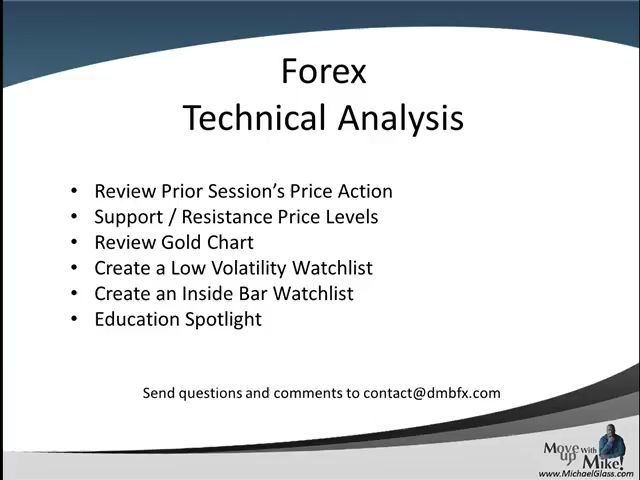 Forex
Technical Analysis
• Review Prior Session's Price Action
• Support / Resistance Price Levels
• Review Gold Chart
• Create a Low Volatility Watchlist
• Create an Inside Bar Watchlist
• Education Spotlight
Send questions and comments to contact@dmbfx.com
Move up With Mike!
www.MichaelGlass.com